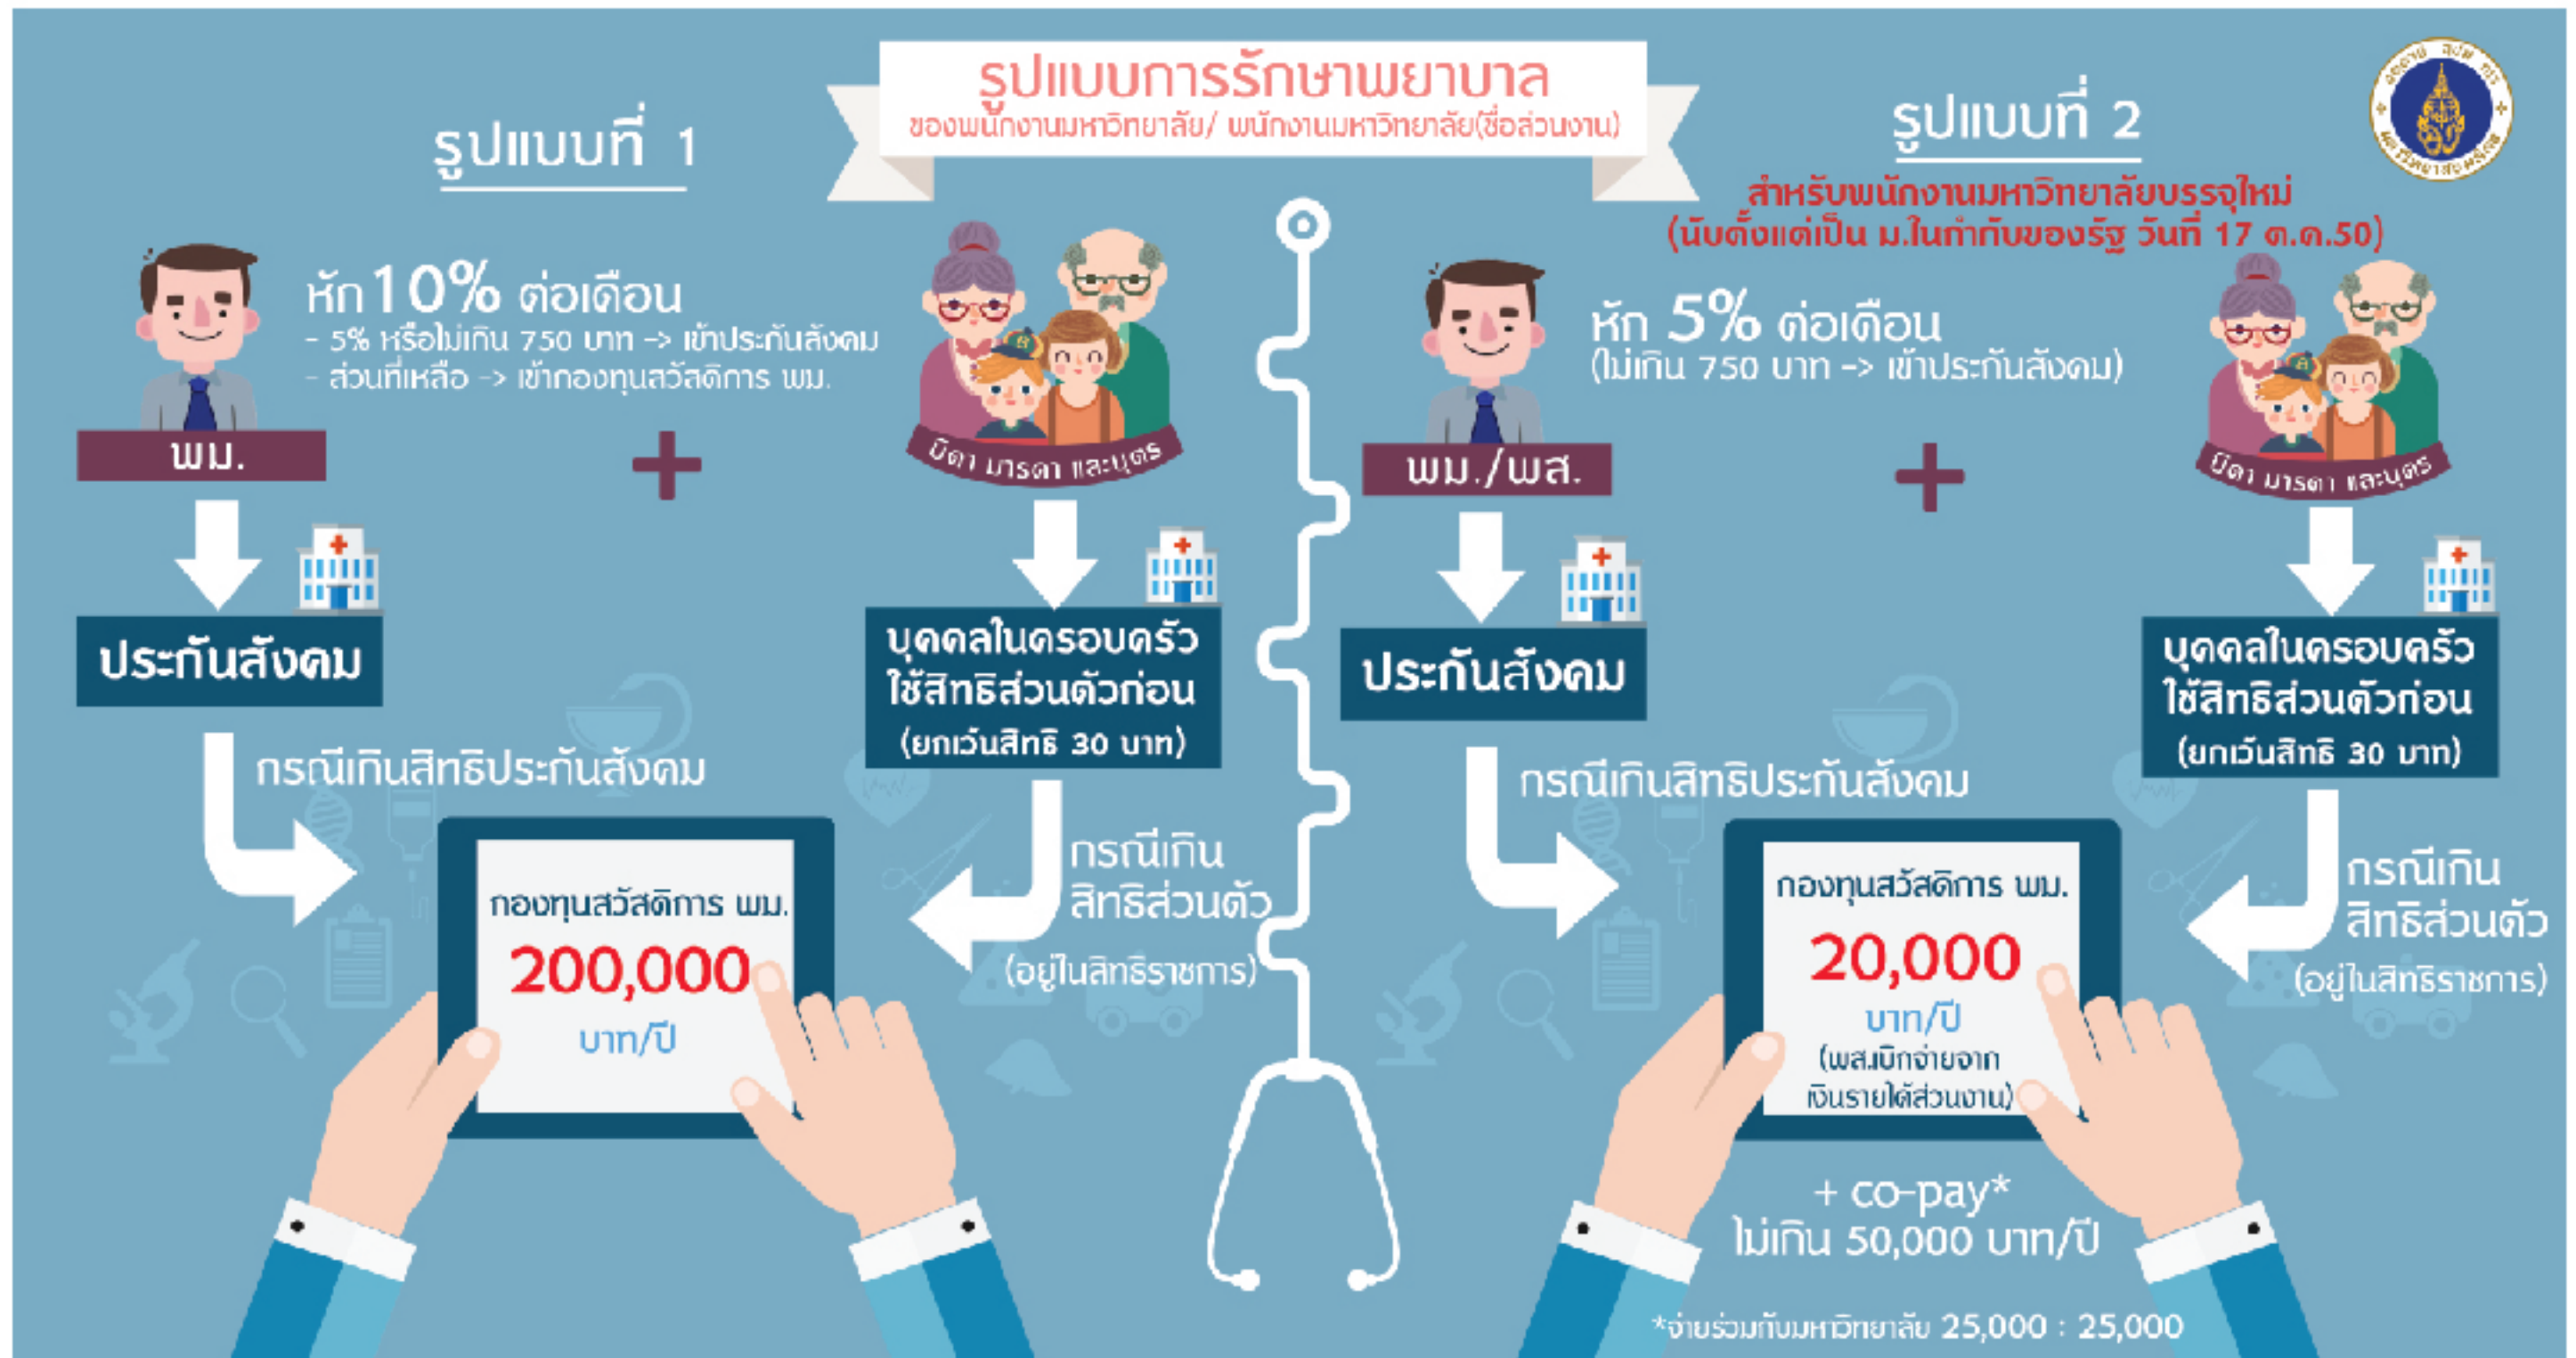 รูปแบบการรักษาพยาบาล
ของพนักงานมหาวิทยาลัย/ พนักงานมหาวิทยาลัย(ชื่อส่วนงาน)
รูปแบบที่ 1
หัก10% ต่อเดือน
- 5% หรือไม่เกิน 750 บาท -> เข้าประกันสังคม
- ส่วนที่เหลือ -> เข้ากองทุนสวัสดิการ พม.
พม.
+
บิดา มารดา และบุตร
ประกันสังคม
บุคคลในครอบครัว
ใช้สิทธิส่วนตัวก่อน
(ยกเว้นสิทธิ 30 บาท)
กรณีเกินสิทธิประกันสังคม
กรณีเกิน
สิทธิส่วนตัว
(อยู่ในสิทธิราชการ)
กองทุนสวัสดิการ พม.
200,000
บาท/ปี
รูปแบบที่ 2
สำหรับพนักงานมหาวิทยาลัยบรรจุใหม่
(นับตั้งแต่เป็น ม.ในกำกับของรัฐ วันที่ 17 ต.ค.50)
หัก 5% ต่อเดือน
(ไม่เกิน 750 บาท -> เข้าประกันสังคม)
พม./พส.
+
บิดา มารดา และบุตร
ประกันสังคม
บุคคลในครอบครัว
ใช้สิทธิส่วนตัวก่อน
(ยกเว้นสิทธิ 30 บาท)
กรณีเกินสิทธิประกันสังคม
กรณีเกิน
สิทธิส่วนตัว
(อยู่ในสิทธิราชการ)
กองทุนสวัสดิการ พม.
20,000
บาท/ปี
(พส.เบิกจ่ายจาก
เงินรายได้ส่วนงาน)
+ co-pay*
ไม่เกิน 50,000 บาท/ปี
*จ่ายร่วมกับมหาวิทยาลัย 25,000 : 25,000